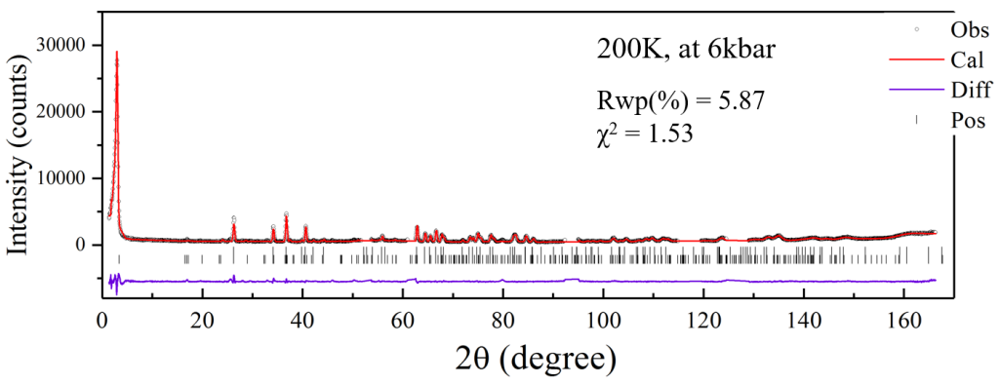 30000
20000
10000
0
Intensity (counts)
200K, at 6kbar
Rwp(%) = 5.87
χ² = 1.53
Obs
Cal
Diff
Pos
0 20 40 60 80 100 120 140 160
2θ (degree)